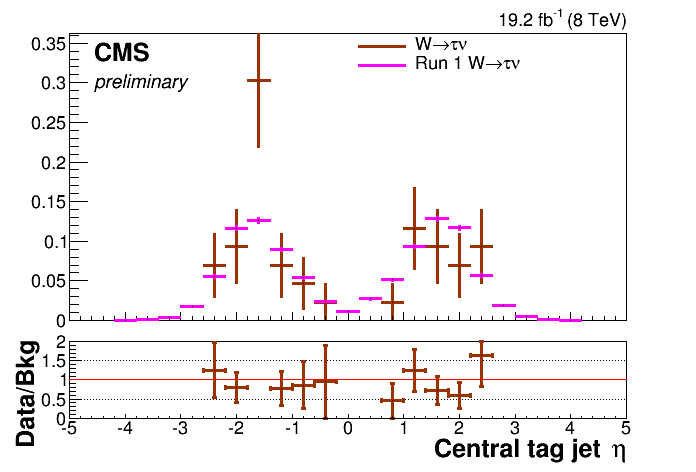 19.2 fb⁻¹ (8 TeV)
CMS
preliminary
W→τν
Run 1 W→τν
0.35
0.3
0.25
0.2
0.15
0.1
0.05
0
Data/Bkg
2
1.5
1
0.5
0
-5 -4 -3 -2 -1 0 1 2 3 4 5
Central tag jet η